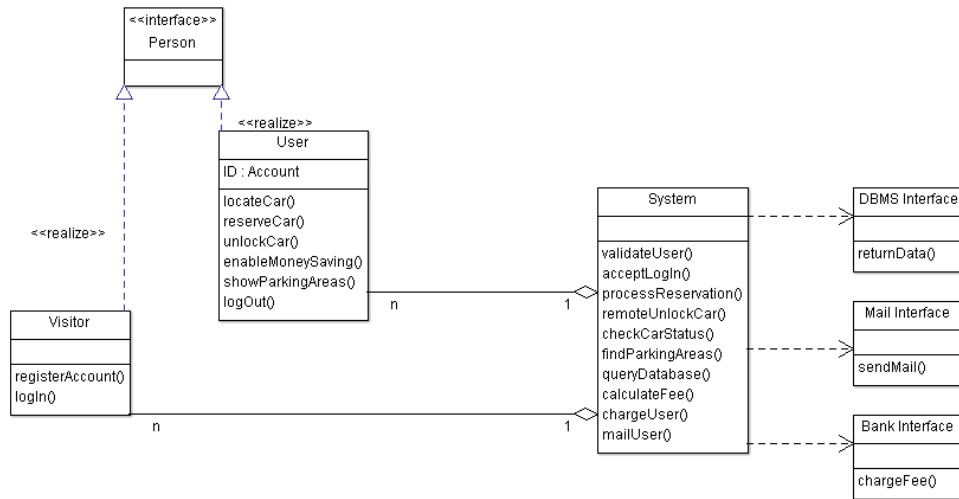 <<interface>>
Person
<<realize>>
User
ID : Account
locateCar()
reserveCar()
unlockCar()
enableMoneySaving()
showParkingAreas()
logOut()
<<realize>>
Visitor
registerAccount()
logIn()
n
1
n
1
System
validateUser()
acceptLogIn()
processReservation()
remoteUnlockCar()
checkCarStatus()
findParkingAreas()
queryDatabase()
calculateFee()
chargeUser()
mailUser()
DBMS Interface
returnData()
Mail Interface
sendMail()
Bank Interface
chargeFee()